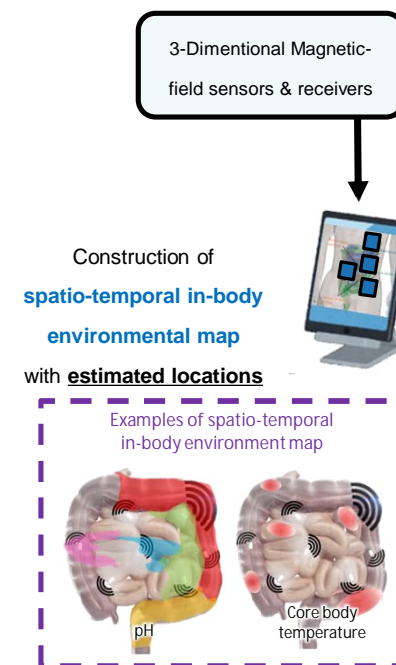 3-Dimentional Magnetic-
field sensors & receivers
Construction of
spatio-temporal in-body
environmental map
with estimated locations
Examples of spatio-temporal
in-body environment map
pH
Core body
temperature